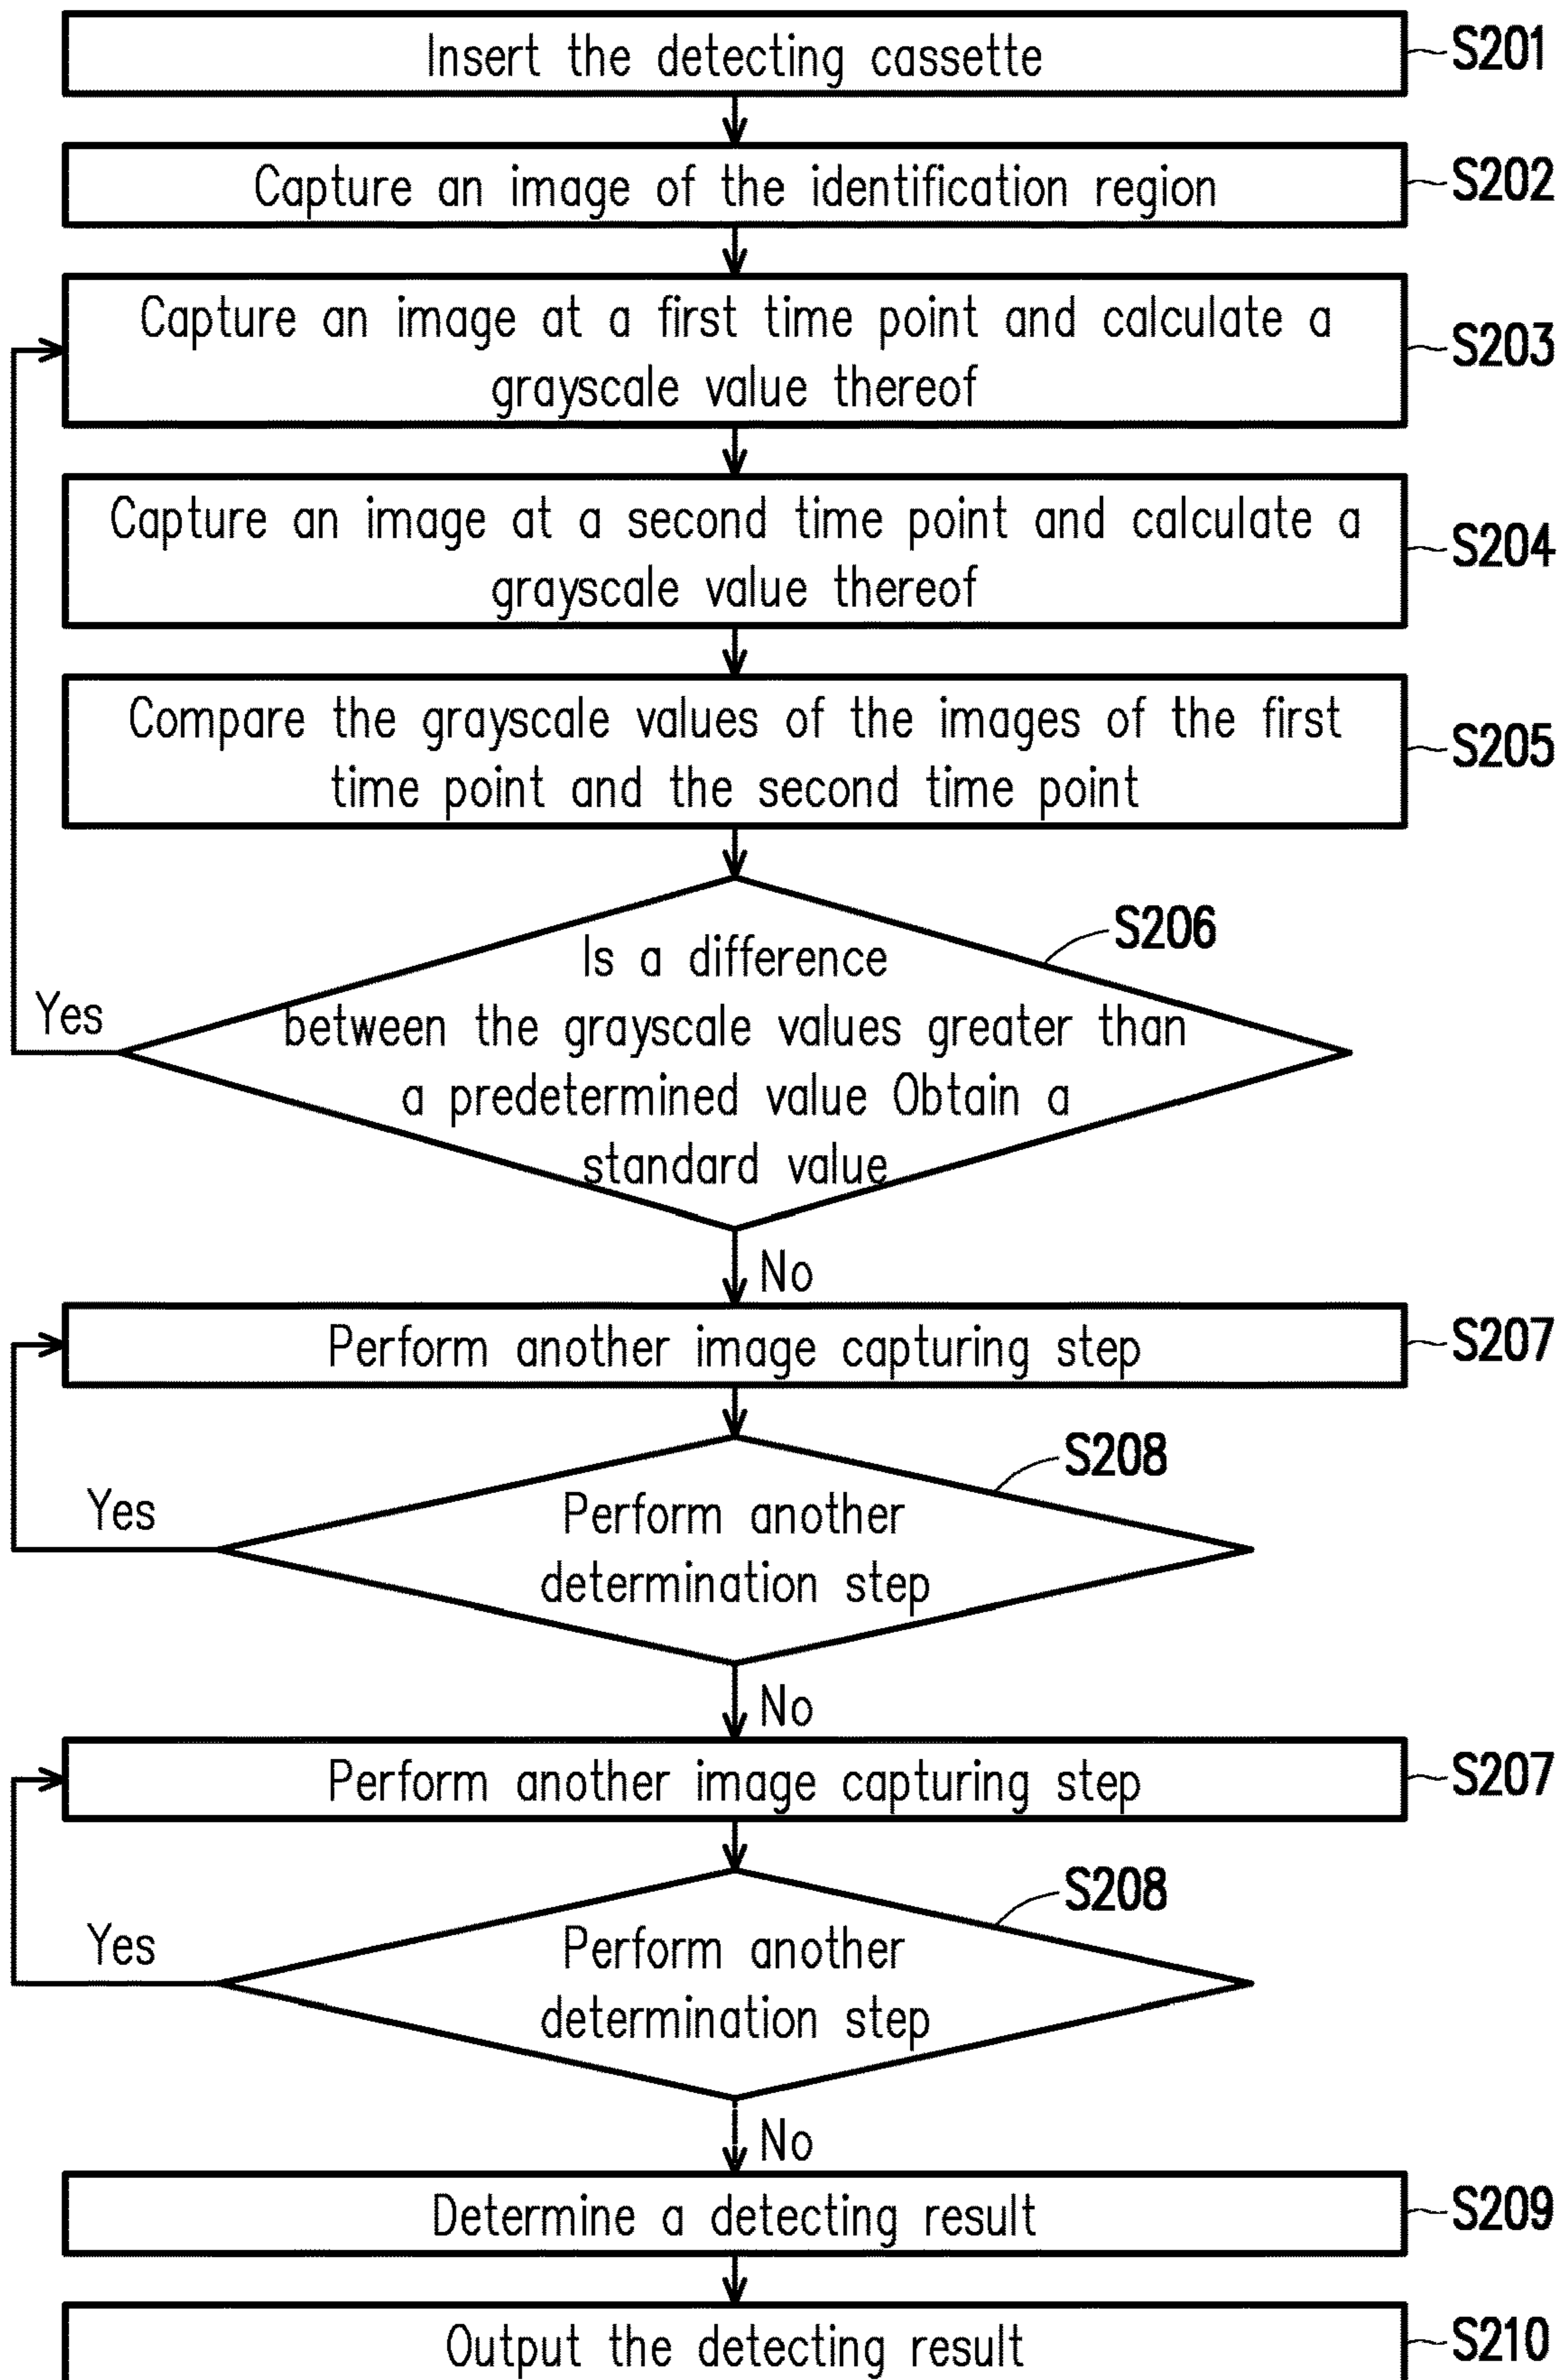 Insert the detecting cassette
S201
Capture an image of the identification region
S202
Capture an image at a first time point and calculate a
grayscale value thereof
S203
Capture an image at a second time point and calculate a
grayscale value thereof
S204
Compare the grayscale values of the images of the first
time point and the second time point
S205
S206
Is a difference
between the grayscale values greater than
a predetermined value Obtain a
standard value
Yes
No
Perform another image capturing step
S207
S208
Perform another
determination step
Yes
No
Perform another image capturing step
S207
S208
Perform another
determination step
Yes
No
Determine a detecting result
S209
Output the detecting result
S210